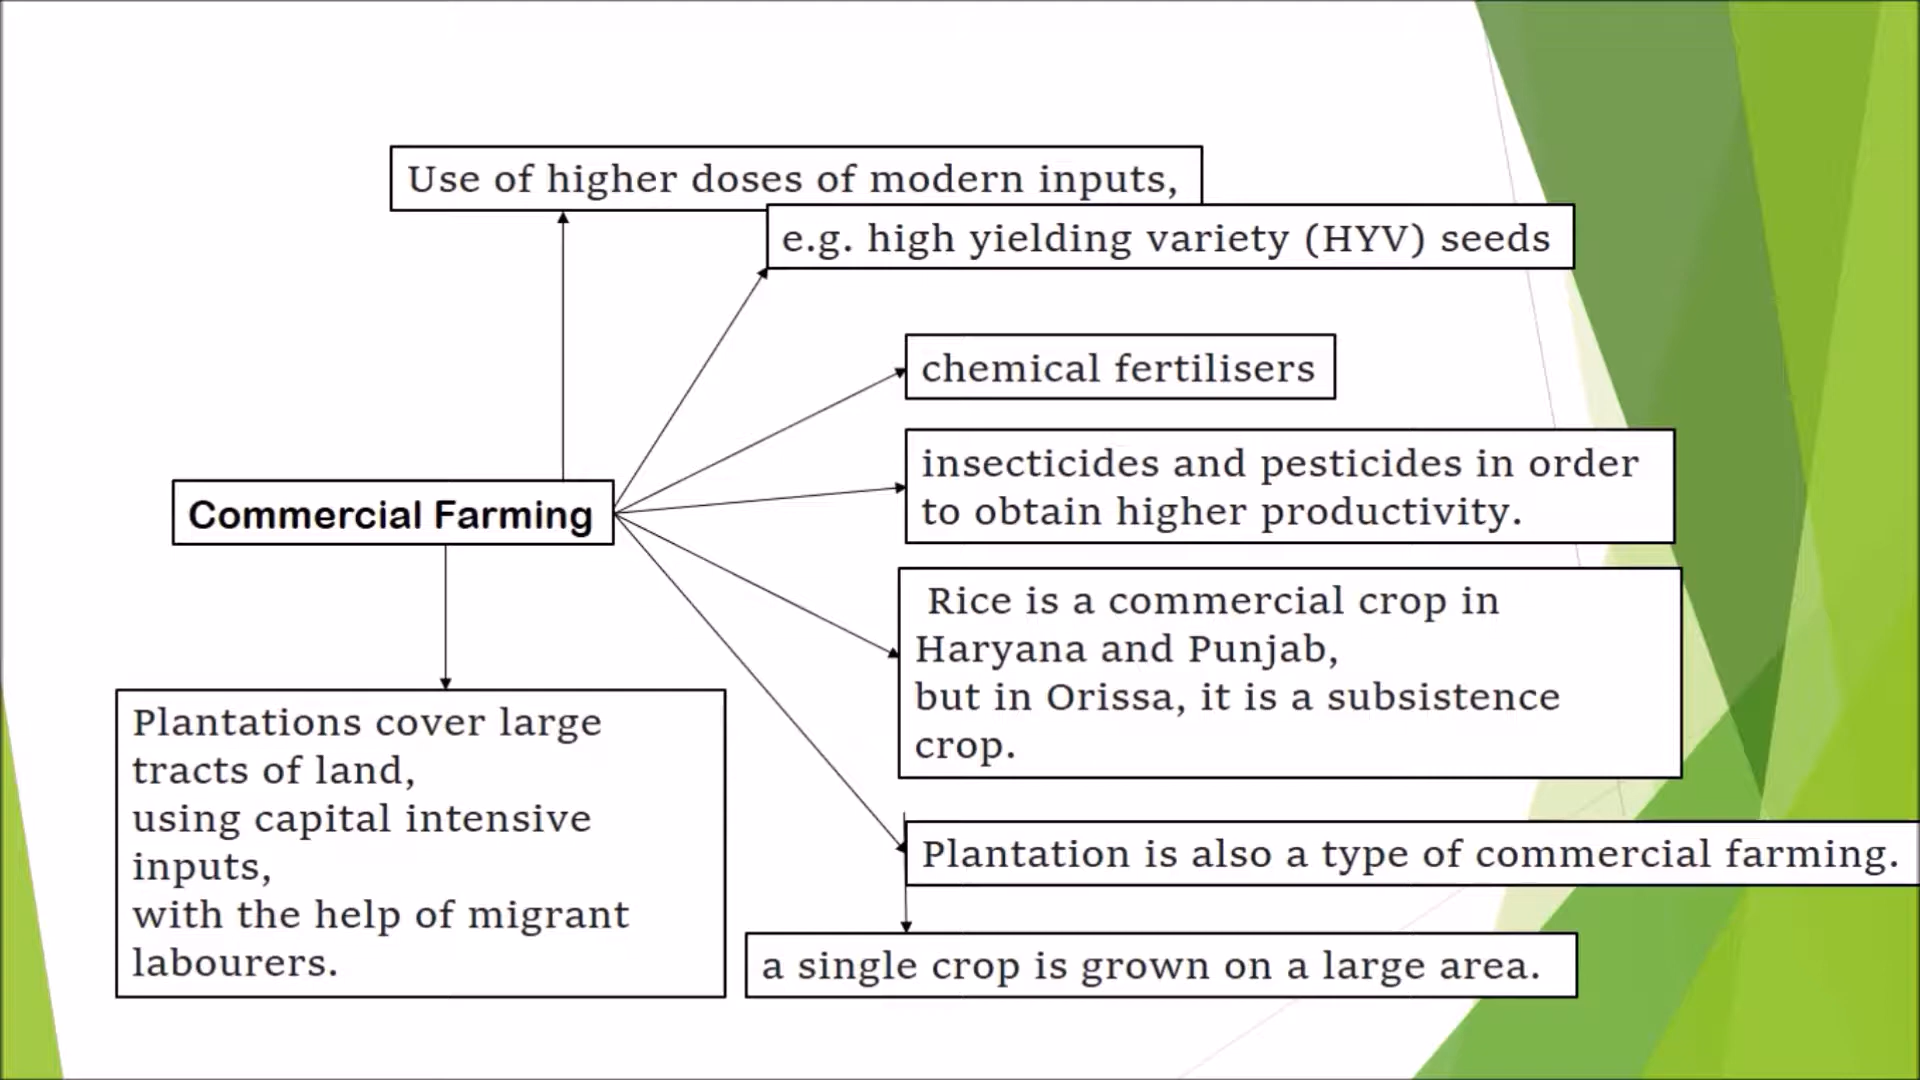 Use of higher doses of modern inputs,
e.g. high yielding variety (HYV) seeds
chemical fertilisers
insecticides and pesticides in order
to obtain higher productivity.
Commercial Farming
Rice is a commercial crop in
Haryana and Punjab,
but in Orissa, it is a subsistence
crop.
Plantations cover large
tracts of land,
using capital intensive
inputs,
with the help of migrant
labourers.
Plantation is also a type of commercial farming.
a single crop is grown on a large area.